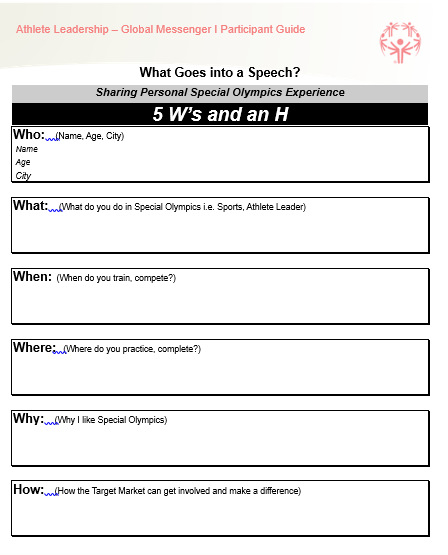 Athlete Leadership – Global Messenger I Participant Guide
What Goes into a Speech?
Sharing Personal Special Olympics Experience
5 W's and an H
Who: (Name, Age, City)
Name
Age
City
What: (What do you do in Special Olympics i.e. Sports, Athlete Leader)
When: (When do you train, compete?)
Where: (Where do you practice, complete?)
Why: (Why I like Special Olympics)
How: (How the Target Market can get involved and make a difference)